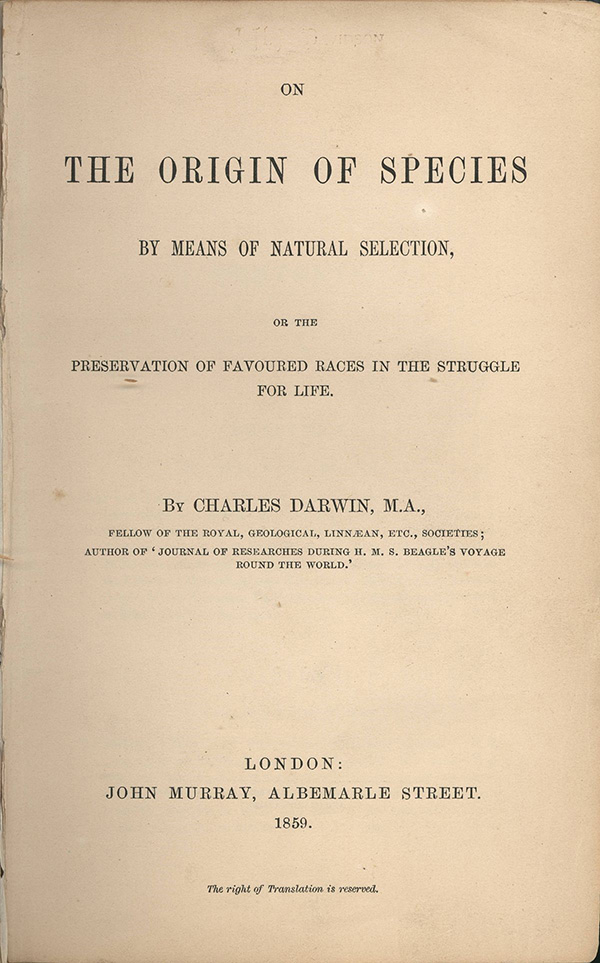 ON
THE ORIGIN OF SPECIES
BY MEANS OF NATURAL SELECTION,
OR THE
PRESERVATION OF FAVOURED RACES IN THE STRUGGLE
FOR LIFE.
By CHARLES DARWIN, M.A.,
FELLOW OF THE ROYAL, GEOLOGICAL, LINNÆAN, ETC., SOCIETIES;
AUTHOR OF ‘JOURNAL OF RESEARCHES DURING H. M. S. BEAGLE’S VOYAGE
ROUND THE WORLD.’
LONDON:
JOHN MURRAY, ALBEMARLE STREET.
1859.
The right of Translation is reserved.